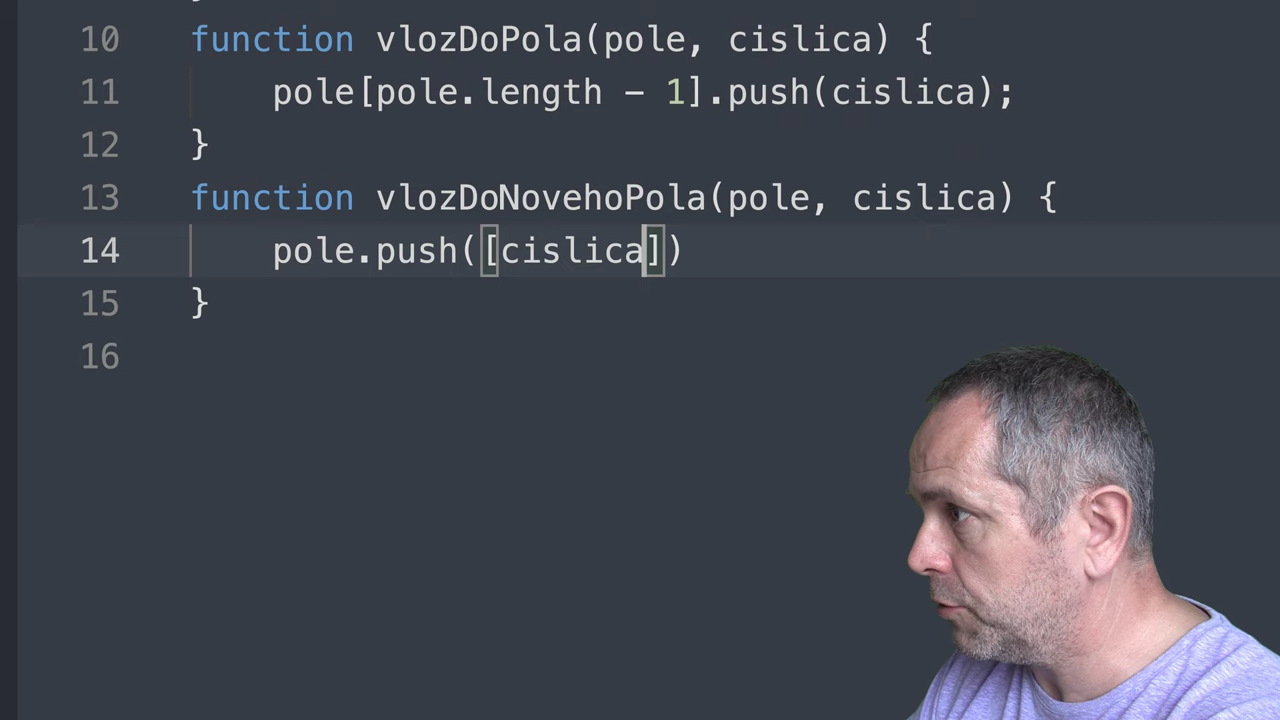 10 function vlozDoPola(pole, cislica) {
11 pole[pole.length - 1].push(cislica);
12 }
13 function vlozDoNovehoPola(pole, cislica) {
14 pole.push([cislica])
15 }
16